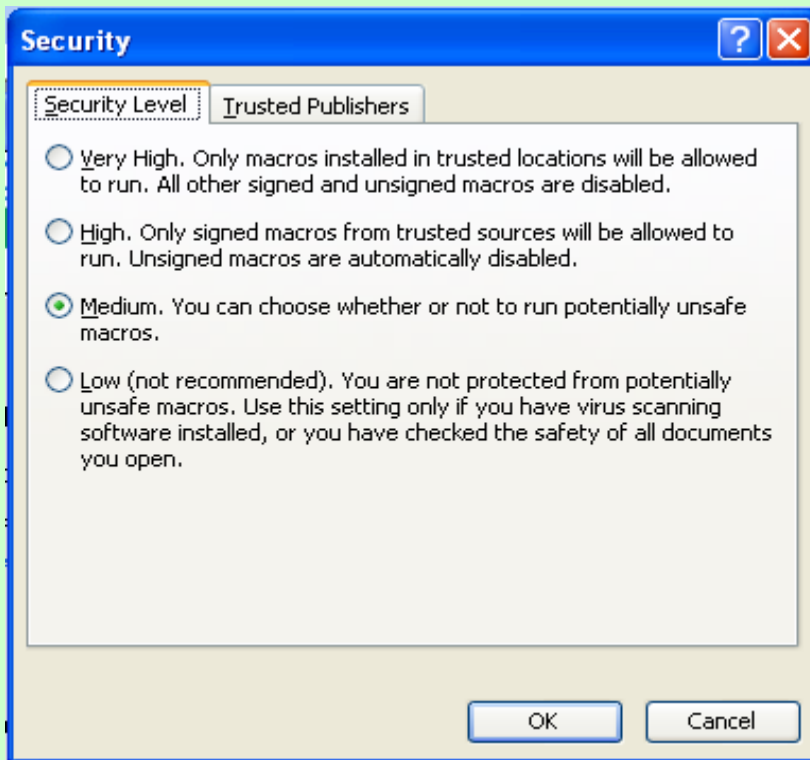 Security
Security Level
Trusted Publishers
Very High. Only macros installed in trusted locations will be allowed
to run. All other signed and unsigned macros are disabled.
High. Only signed macros from trusted sources will be allowed to
run. Unsigned macros are automatically disabled.
Medium. You can choose whether or not to run potentially unsafe
macros.
Low (not recommended). You are not protected from potentially
unsafe macros. Use this setting only if you have virus scanning
software installed, or you have checked the safety of all documents
you open.
OK
Cancel